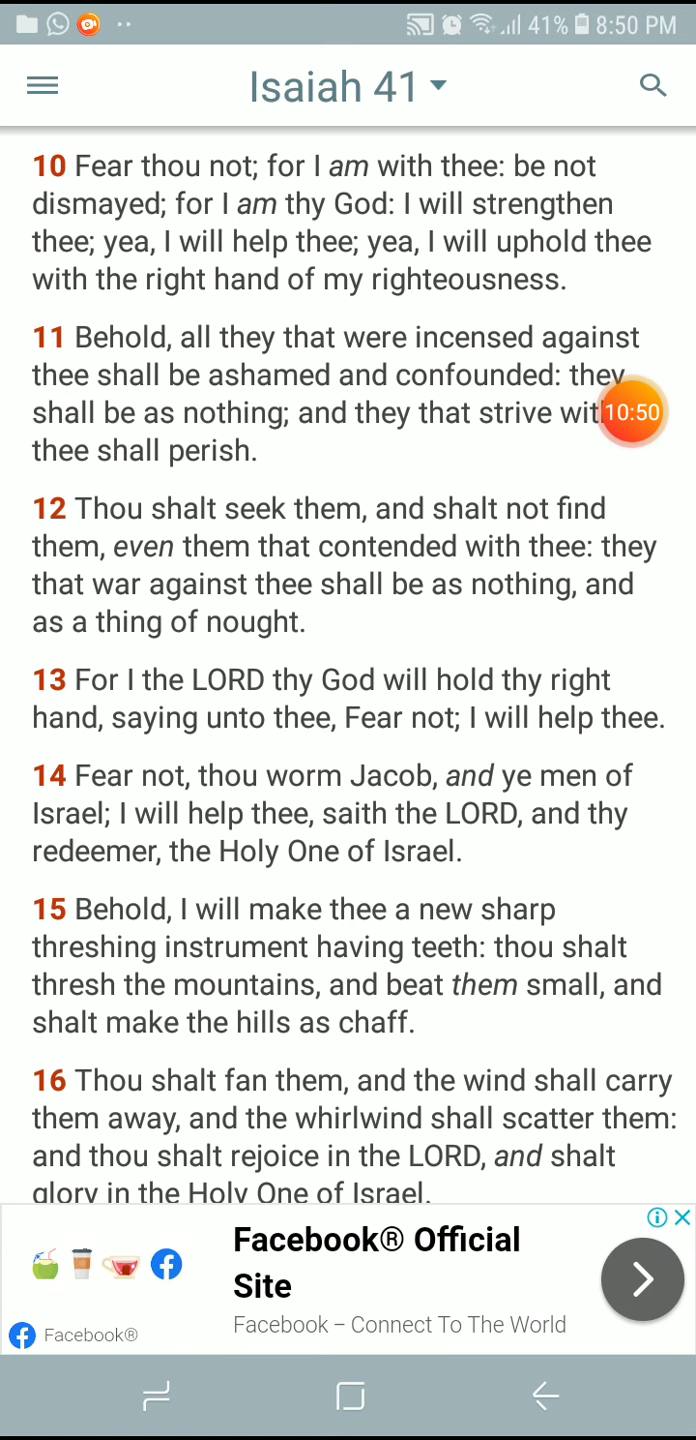 41% 8:50 PM
Isaiah 41
10 Fear thou not; for I am with thee: be not
dismayed; for I am thy God: I will strengthen
thee; yea, I will help thee; yea, I will uphold thee
with the right hand of my righteousness.
11 Behold, all they that were incensed against
thee shall be ashamed and confounded: they
shall be as nothing; and they that strive wit
10:50
thee shall perish.
12 Thou shalt seek them, and shalt not find
them, even them that contended with thee: they
that war against thee shall be as nothing, and
as a thing of nought.
13 For I the LORD thy God will hold thy right
hand, saying unto thee, Fear not; I will help thee.
14 Fear not, thou worm Jacob, and ye men of
Israel; I will help thee, saith the LORD, and thy
redeemer, the Holy One of Israel.
15 Behold, I will make thee a new sharp
threshing instrument having teeth: thou shalt
thresh the mountains, and beat them small, and
shalt make the hills as chaff.
16 Thou shalt fan them, and the wind shall carry
them away, and the whirlwind shall scatter them:
and thou shalt rejoice in the LORD, and shalt
glory in the Holy One of Israel.
Facebook® Official
Site
Facebook – Connect To The World
Facebook®